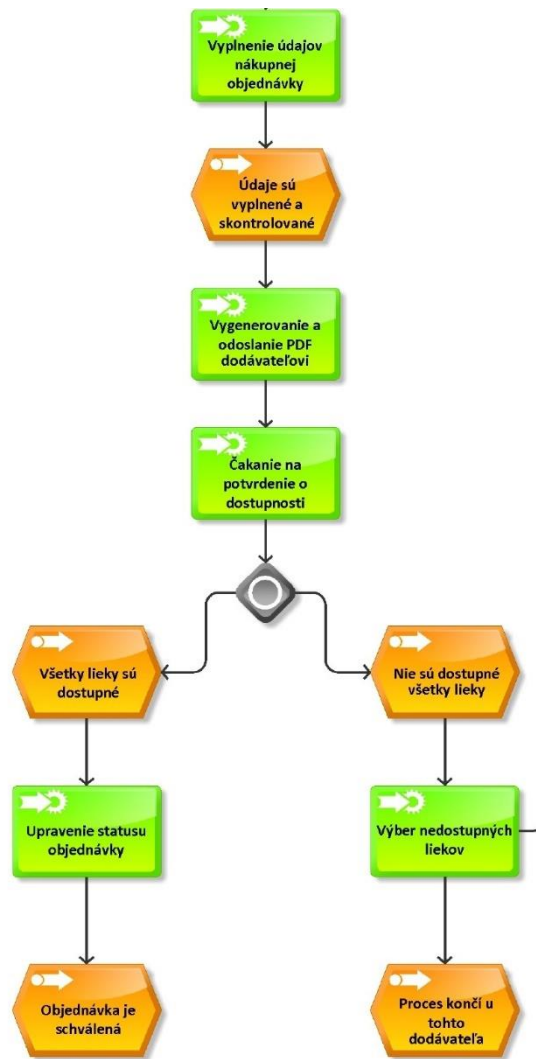 Vyplnenie údajov
nákupnej
objednávky
Údaje sú
vyplnené a
skontrolované
Vygenerovanie a
odoslanie PDF
dodávateľovi
Čakanie na
potvrdenie o
dostupnosti
Všetky lieky sú
dostupné
Nie sú dostupné
všetky lieky
Upravenie statusu
objednávky
Výber nedostupných
liekov
Objednávka je
schválená
Proces končí u
tohto
dodávateľa